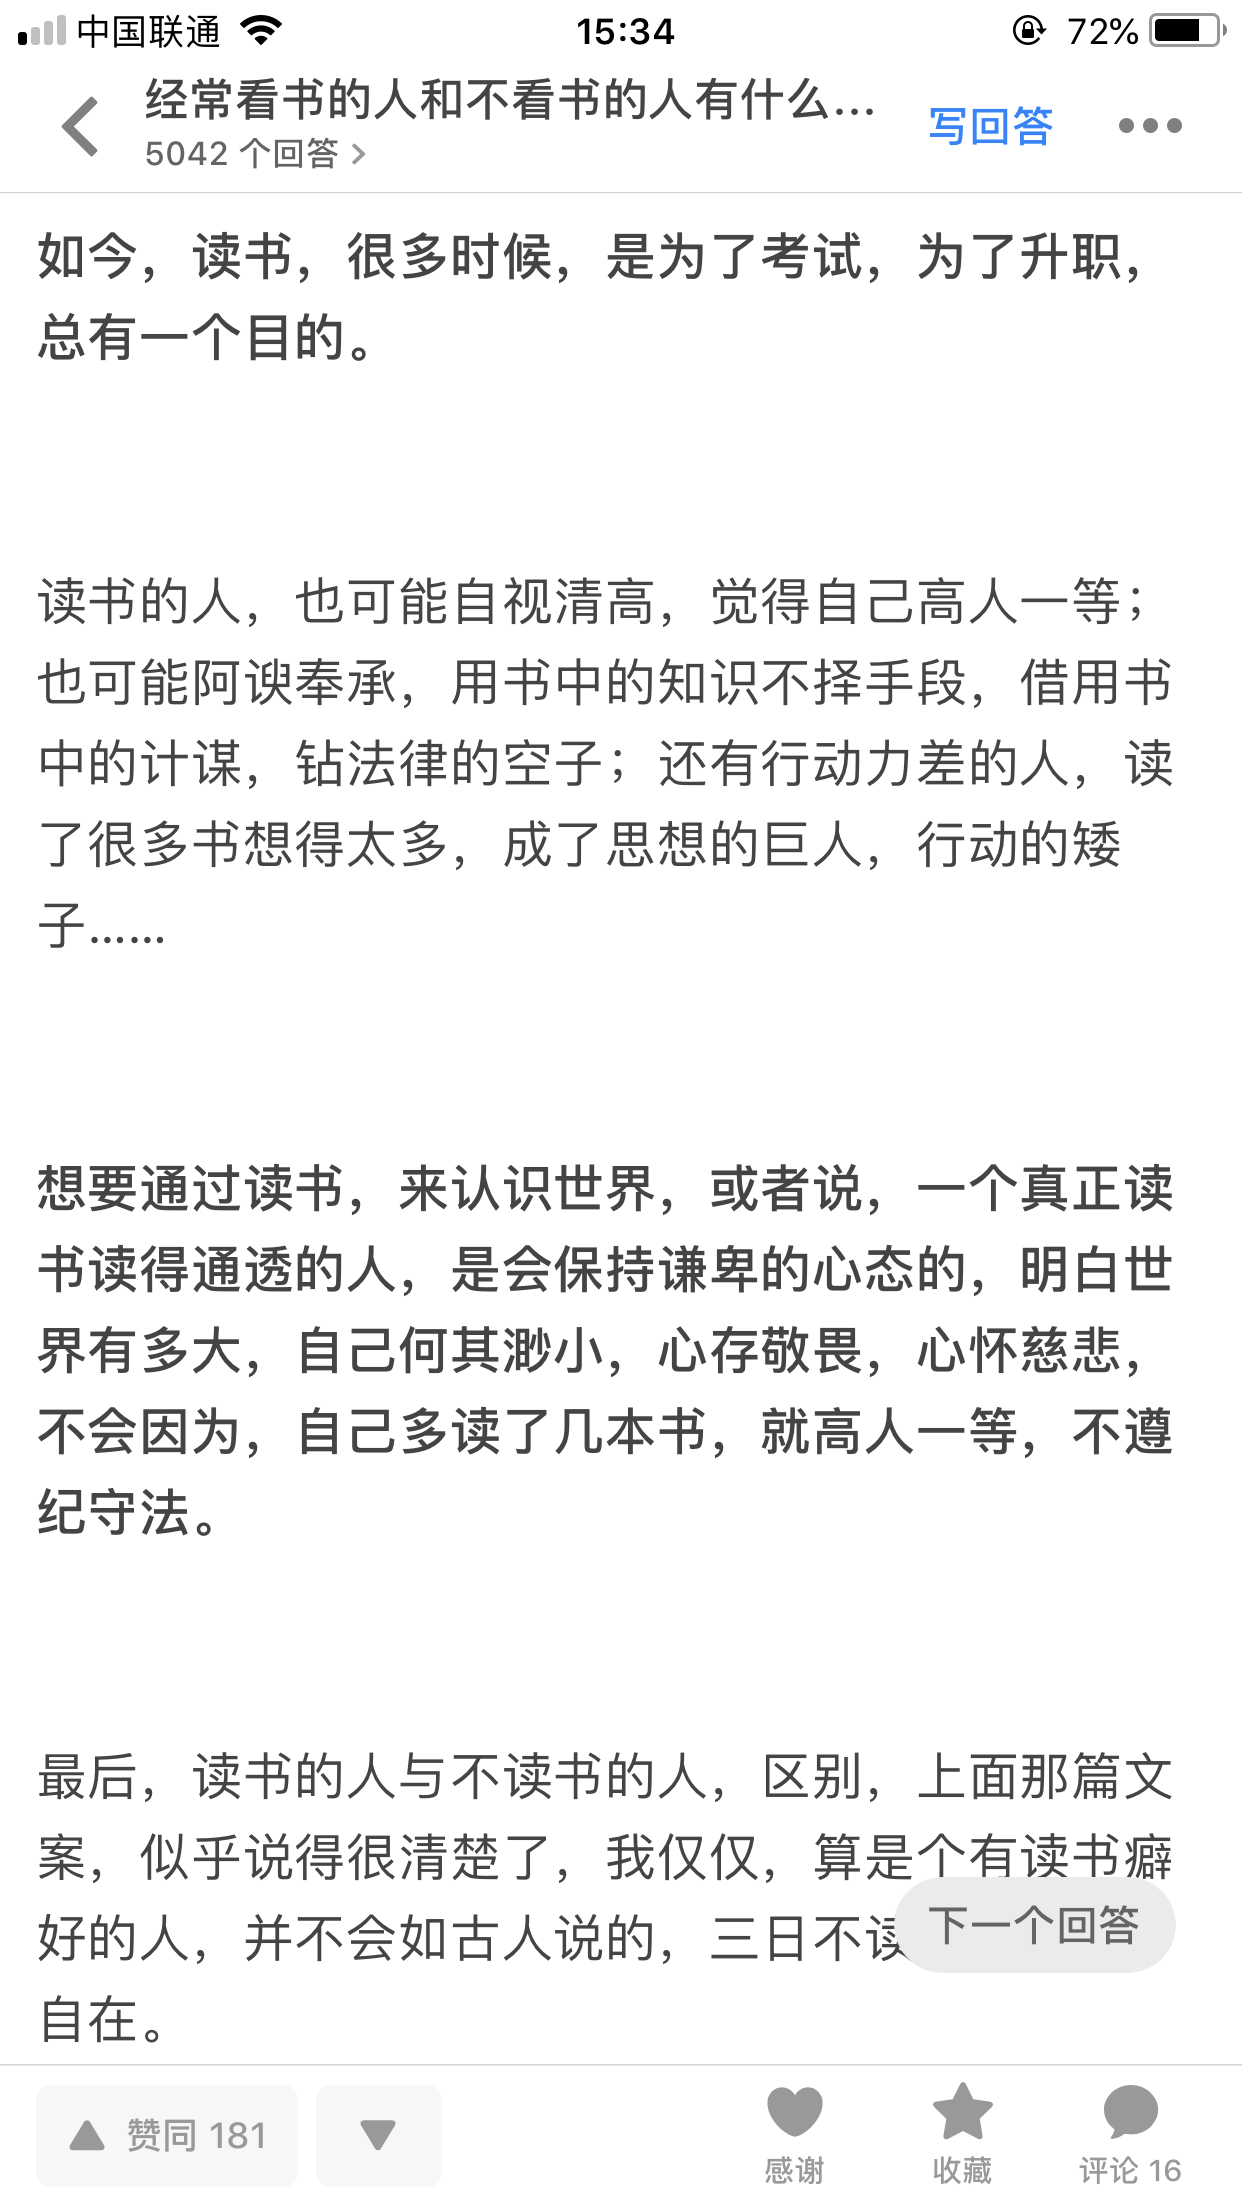 中国联通 15:34 72%
经常看书的人和不看书的人有什么...
5042 个回答
写回答
如今，读书，很多时候，是为了考试，为了升职，
总有一个目的。
读书的人，也可能自视清高，觉得自己高人一等；
也可能阿谀奉承，用书中的知识不择手段，借用书
中的计谋，钻法律的空子；还有行动力差的人，读
了很多书想得太多，成了思想的巨人，行动的矮
子……
想要通过读书，来认识世界，或者说，一个真正读
书读得通透的人，是会保持谦卑的心态的，明白世
界有多大，自己何其渺小，心存敬畏，心怀慈悲，
不会因为，自己多读了几本书，就高人一等，不遵
纪守法。
最后，读书的人与不读书的人，区别，上面那篇文
案，似乎说得很清楚了，我仅仅，算是个有读书癖
好的人，并不会如古人说的，三日不读
自在。
下一个回答
赞同 181
感谢
收藏
评论 16